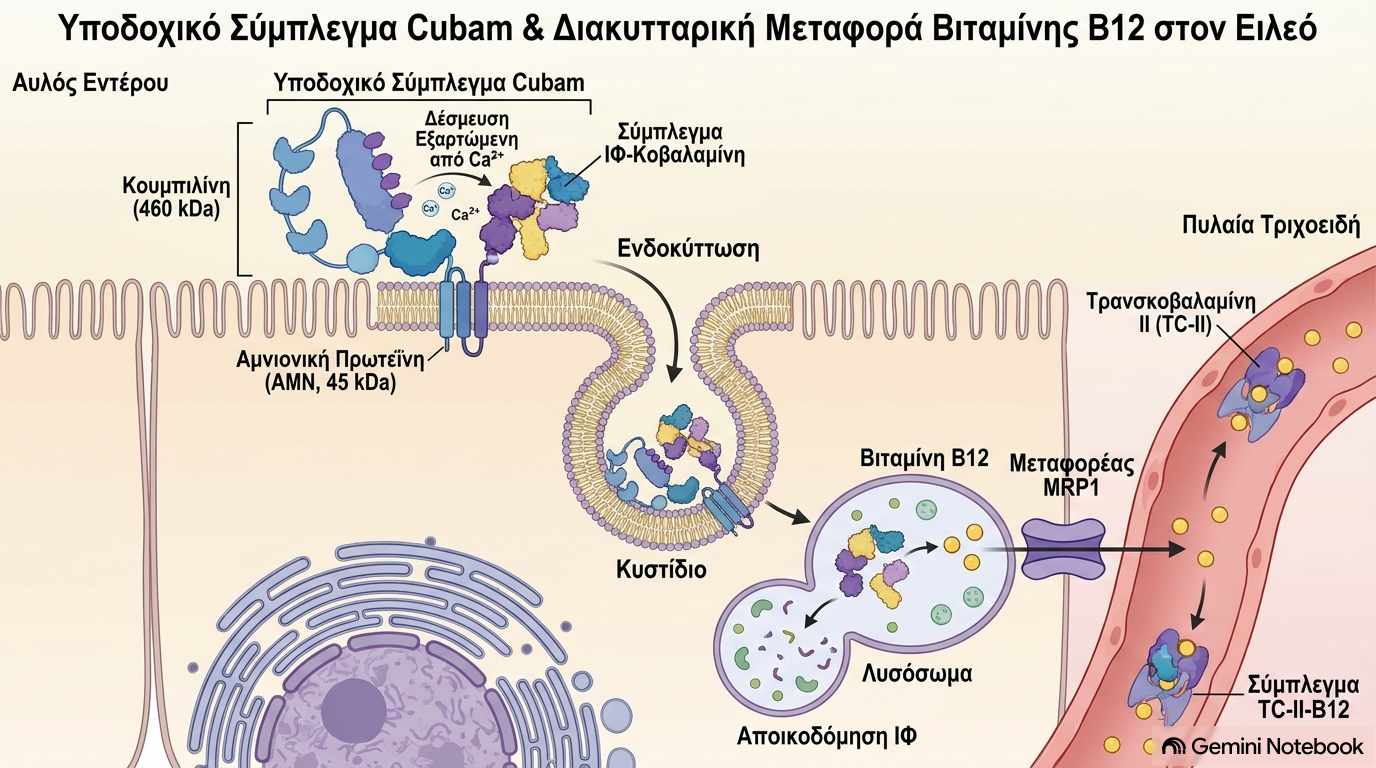 Υποδοχικό Σύμπλεγμα Cubam & Διακυτταρική Μεταφορά Βιταμίνης Β12 στον Ειλεό
Αυλός Εντέρου
Υποδοχικό Σύμπλεγμα Cubam
Δέσμευση
Εξαρτώμενη
από Ca²⁺
Σύμπλεγμα
ΙΦ-Κοβαλαμίνη
Κουμπιλίνη
(460 kDa)
Ca²⁺
Ενδοκύττωση
Πυλαία Τριχοειδή
Τρανσκοβαλαμίνη
II (TC-II)
Αμνιονική Πρωτεΐνη
(AMN, 45 kDa)
Βιταμίνη Β12
Μεταφορέας
MRP1
Κυστίδιο
Λυσόσωμα
Σύμπλεγμα
TC-II-B12
Αποικοδόμηση ΙΦ
Gemini Notebook